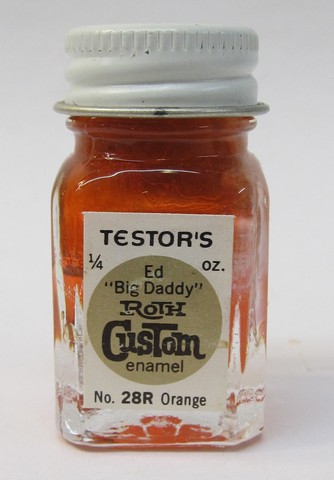 TESTOR'S
1/4 OZ.
Ed
"Big Daddy"
ROTH
Custom
enamel
No. 28R Orange